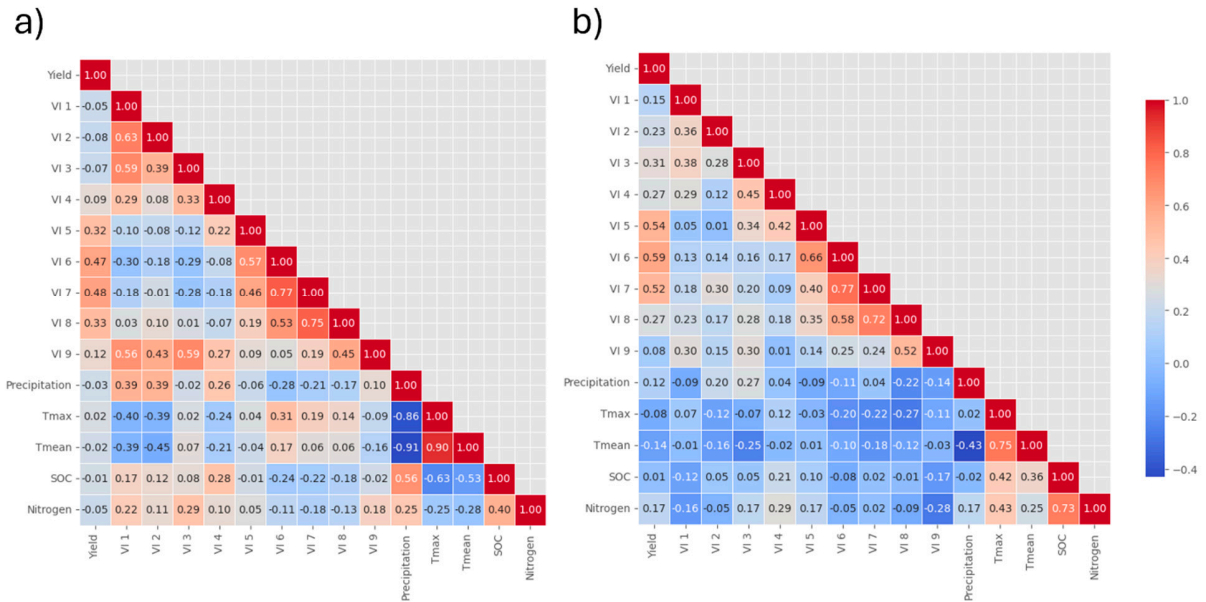 a)
Yield 1.00
VI 1 -0.05 1.00
VI 2 -0.08 0.63 1.00
VI 3 -0.07 0.59 0.39 1.00
VI 4 0.09 0.29 0.08 0.33 1.00
VI 5 0.32 -0.10 -0.08 -0.12 0.22 1.00
VI 6 0.47 -0.30 -0.18 -0.29 -0.08 0.57 1.00
VI 7 0.48 -0.18 -0.01 -0.28 -0.18 0.46 0.77 1.00
VI 8 0.33 0.03 0.10 0.01 -0.07 0.19 0.53 0.75 1.00
VI 9 0.12 0.56 0.43 0.59 0.27 0.09 0.05 0.19 0.45 1.00
Precipitation -0.03 0.39 0.39 -0.02 0.26 -0.06 -0.28 -0.21 -0.17 0.10 1.00
Tmax 0.02 -0.40 -0.39 0.02 -0.24 0.04 0.31 0.19 0.14 -0.09 -0.86 1.00
Tmean -0.02 -0.39 -0.45 0.07 -0.21 -0.04 0.17 0.06 0.06 -0.16 -0.91 0.90 1.00
SOC -0.01 0.17 0.12 0.08 0.28 -0.01 -0.24 -0.22 -0.18 -0.02 0.56 -0.63 -0.53 1.00
Nitrogen -0.05 0.22 0.11 0.29 0.10 0.05 -0.11 -0.18 -0.13 0.18 0.25 -0.25 -0.28 0.40 1.00
Yield VI 1 VI 2 VI 3 VI 4 VI 5 VI 6 VI 7 VI 8 VI 9 Precipitation Tmax Tmean SOC Nitrogen
b)
Yield 1.00
VI 1 0.15 1.00
VI 2 0.23 0.36 1.00
VI 3 0.31 0.38 0.28 1.00
VI 4 0.27 0.29 0.12 0.45 1.00
VI 5 0.54 0.05 0.01 0.34 0.42 1.00
VI 6 0.59 0.13 0.14 0.16 0.17 0.66 1.00
VI 7 0.52 0.18 0.30 0.20 0.09 0.40 0.77 1.00
VI 8 0.27 0.23 0.17 0.28 0.18 0.35 0.58 0.72 1.00
VI 9 0.08 0.30 0.15 0.30 0.01 0.14 0.25 0.24 0.52 1.00
Precipitation 0.12 -0.09 0.20 0.27 0.04 -0.09 -0.11 0.04 -0.22 -0.14 1.00
Tmax -0.08 0.07 -0.12 -0.07 0.12 -0.03 -0.20 -0.22 -0.27 -0.11 0.02 1.00
Tmean -0.14 -0.01 -0.16 -0.25 -0.02 0.01 -0.10 -0.18 -0.12 -0.03 -0.43 0.75 1.00
SOC 0.01 -0.12 0.05 0.05 0.21 0.10 -0.08 0.02 -0.01 -0.17 -0.02 0.42 0.36 1.00
Nitrogen 0.17 -0.16 -0.05 0.17 0.29 0.17 -0.05 0.02 -0.09 -0.28 0.17 0.43 0.25 0.73 1.00
Yield VI 1 VI 2 VI 3 VI 4 VI 5 VI 6 VI 7 VI 8 VI 9 Precipitation Tmax Tmean SOC Nitrogen
1.0
0.8
0.6
0.4
0.2
0.0
−0.2
−0.4